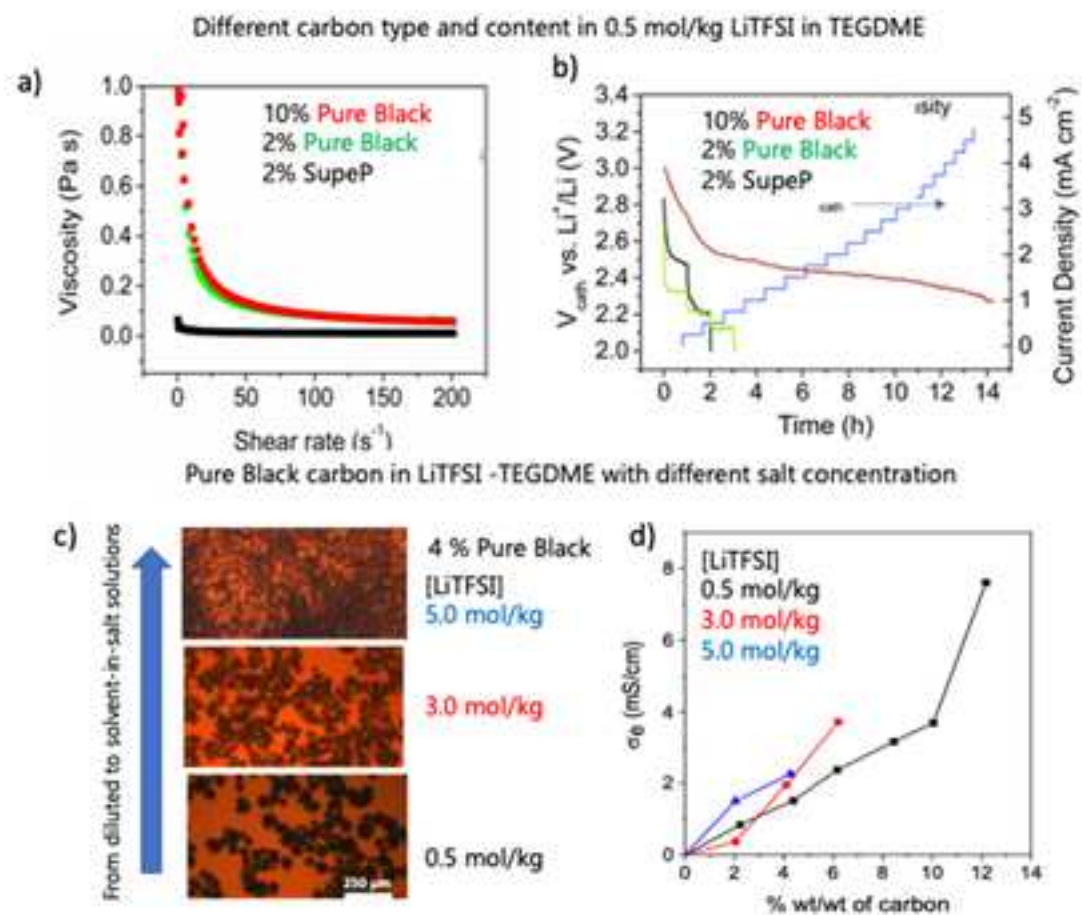 Different carbon type and content in 0.5 mol/kg LiTFSI in TEGDME
a)
1.0
0.8
0.6
0.4
0.2
0.0
Viscosity (Pa s)
10% Pure Black
2% Pure Black
2% SupeP
0
50
100
150
200
Shear rate (s⁻¹)
b)
3.4
3.2
3.0
2.8
2.6
2.4
2.2
2.0
V_cath vs. Li⁺/Li (V)
10% Pure Black
2% Pure Black
2% SupeP
isity
cath
5
4
3
2
1
0
Current Density (mA cm⁻²)
0
2
4
6
8
10
12
14
Time (h)
Pure Black carbon in LiTFSI -TEGDME with different salt concentration
c)
From diluted to solvent-in-salt solutions
4 % Pure Black
[LiTFSI]
5.0 mol/kg
3.0 mol/kg
0.5 mol/kg
250 µm
d)
8
6
4
2
0
(mS/cm)
[LiTFSI]
0.5 mol/kg
3.0 mol/kg
5.0 mol/kg
0
2
4
6
8
10
12
14
% wt/wt of carbon